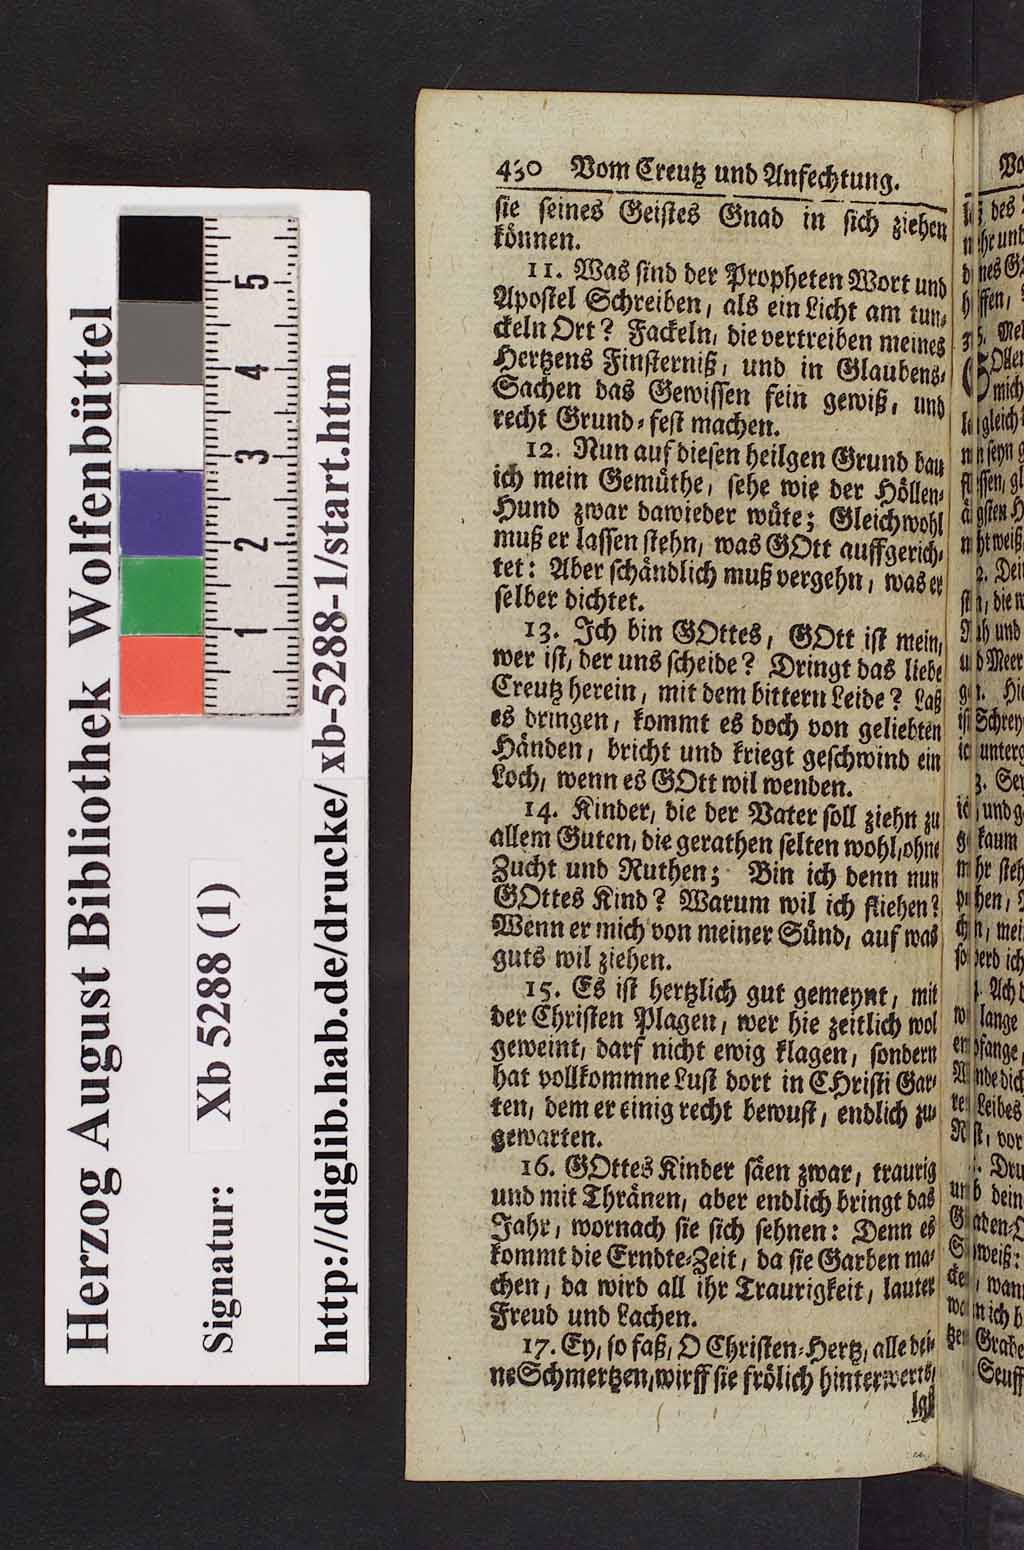 430 Vom Creutz und Anfechtung.
sie seines Geistes Gnad in sich ziehen
können.
11. Was sind der Propheten Wort und
Apostel Schreiben, als ein Licht am tun-
ckeln Ort? Fackeln, die vertreiben meines
Hertzens Finsterniß, und in Glaubens-
Sachen das Gewissen fein gewiß, und
recht Grund-fest machen.
12. Nun auf diesen heilgen Grund bau
ich mein Gemüthe, sehe wie der Höllen-
Hund zwar dawieder wüte; Gleichwohl
muß er lassen stehn, was GOtt auffgerich-
tet: Aber schändlich muß vergehn, was er
selber dichtet.
13. Ich bin GOttes, GOtt ist mein,
wer ist, der uns scheide? Dringt das liebe
Creutz herein, mit dem bittern Leide? Laß
es dringen, kommt es doch von geliebten
Händen, bricht und kriegt geschwind ein
Loch, wenn es GOtt wil wenden.
14. Kinder, die der Vater soll ziehn zu
allem Guten, die gerathen selten wohl, ohne
Zucht und Ruthen; Bin ich denn nun
GOttes Kind? Warum wil ich fliehen?
Wenn er mich von meiner Sünd, auf was
guts wil ziehen.
15. Es ist hertzlich gut gemeynt, mit
der Christen Plagen, wer hie zeitlich wol
geweint, darf nicht ewig klagen, sondern
hat vollkommne Lust dort in CHristi Gar-
ten, dem er einig recht bewust, endlich zu-
gewarten.
16. GOttes Kinder säen zwar, traurig
und mit Thränen, aber endlich bringt das
Jahr, wornach sie sich sehnen: Denn es
kommt die Erndte-Zeit, da sie Garben ma-
chen, da wird all ihr Traurigkeit, lauter
Freud und Lachen.
17. Ey, so faß, O Christen-Hertz, alle dei-
ne Schmertzen, wirff sie frölich hinterwerts,
Herzog August Bibliothek Wolfenbüttel
Signatur: Xb 5288 (1)
http://diglib.hab.de/drucke/ xb-5288-1/start.htm
5
4
3
2
1